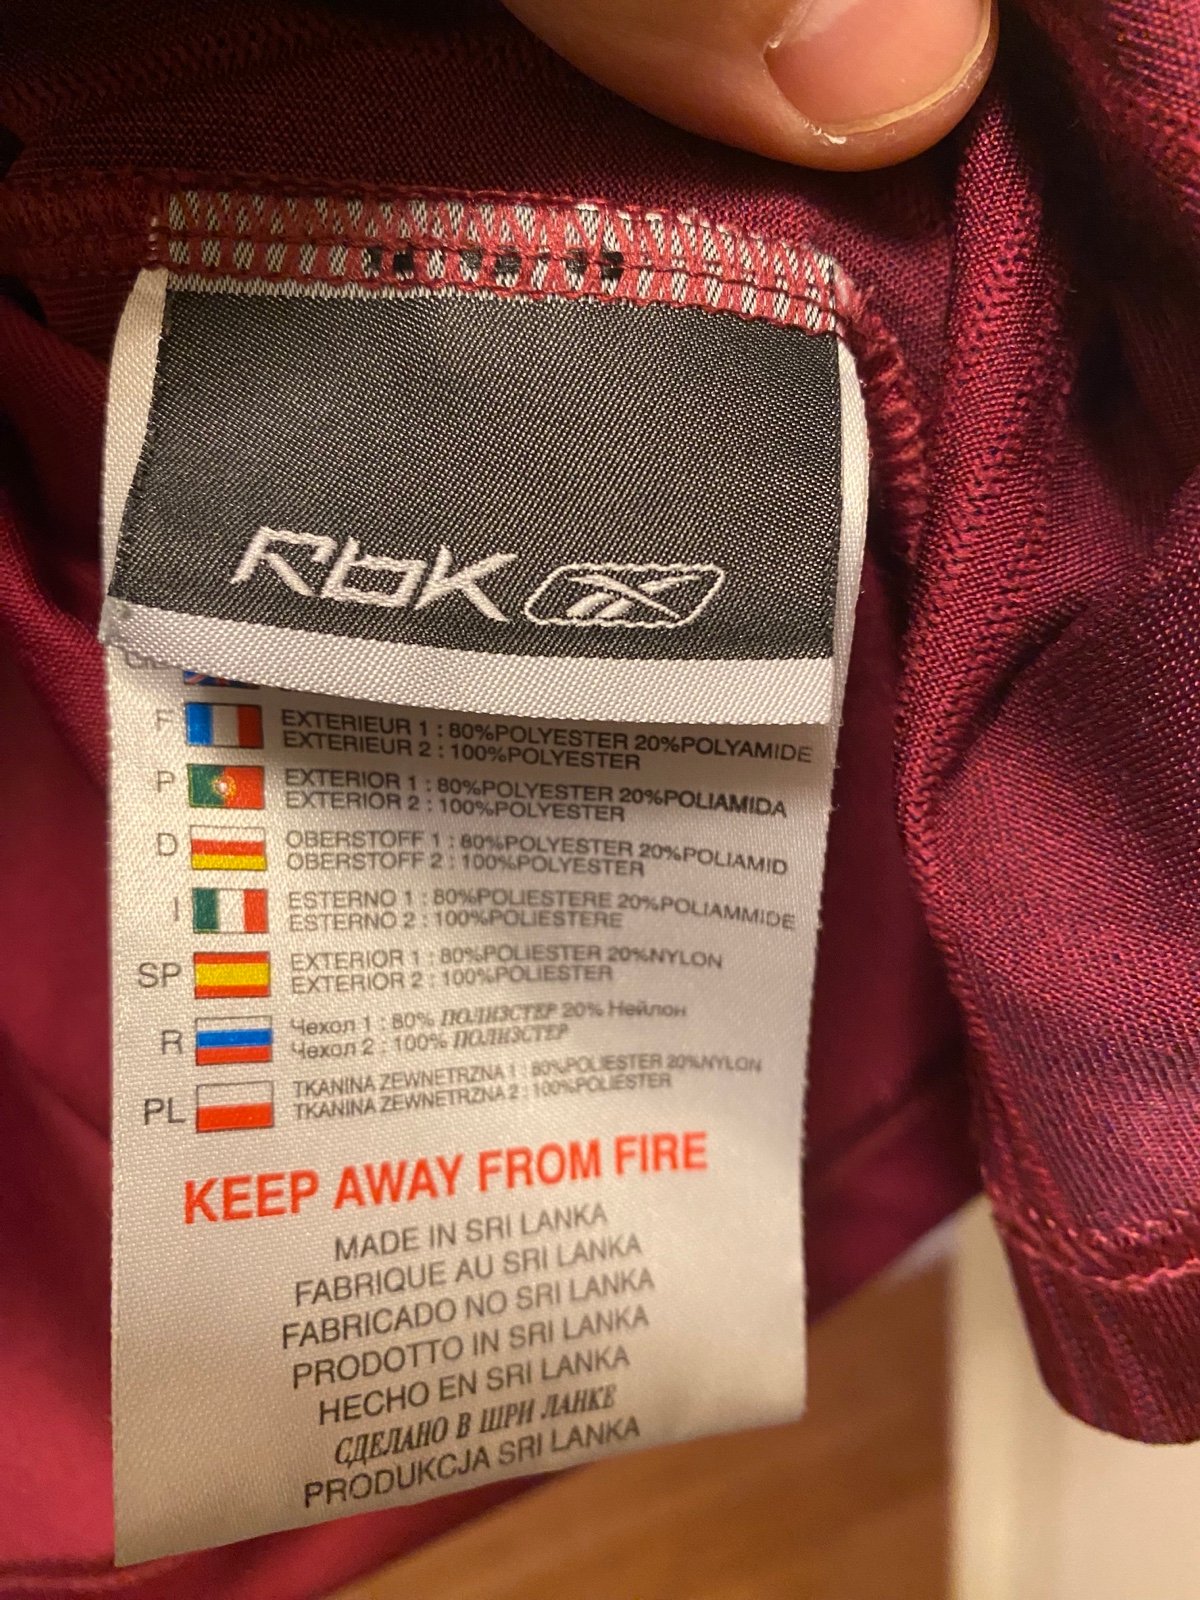 RbK
F EXTERIEUR 1 : 80%POLYESTER 20%POLYAMIDE
EXTERIEUR 2 : 100%POLYESTER
P EXTERIOR 1 : 80%POLYESTER 20%POLIAMIDA
EXTERIOR 2 : 100%POLYESTER
D OBERSTOFF 1 : 80%POLYESTER 20%POLIAMID
OBERSTOFF 2 : 100%POLYESTER
I ESTERNO 1 : 80%POLIESTERE 20%POLIAMMIDE
ESTERNO 2 : 100%POLIESTERE
SP EXTERIOR 1 : 80%POLIESTER 20%NYLON
EXTERIOR 2 : 100%POLIESTER
R Чехол 1 : 80% ПОЛИЭСТЕР 20% Нейлон
Чехол 2 : 100% ПОЛИЭСТЕР
PL TKANINA ZEWNETRZNA 1 : 80%POLIESTER 20%NYLON
TKANINA ZEWNETRZNA 2 : 100%POLIESTER
KEEP AWAY FROM FIRE
MADE IN SRI LANKA
FABRIQUE AU SRI LANKA
FABRICADO NO SRI LANKA
PRODOTTO IN SRI LANKA
HECHO EN SRI LANKA
СДЕЛАНО В ШРИ ЛАНКЕ
PRODUKCJA SRI LANKA